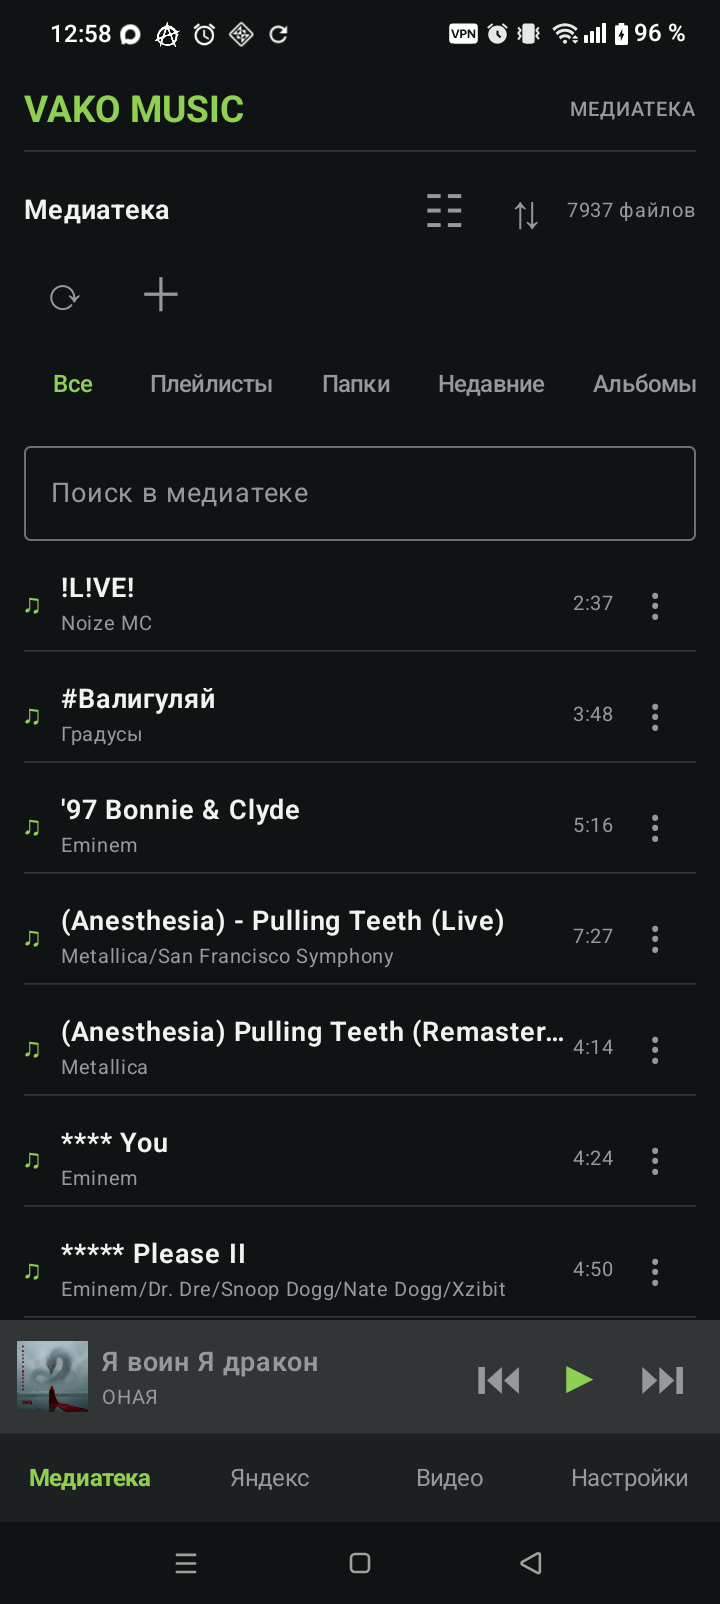 12:58
VPN
96 %
VAKO MUSIC
МЕДИАТЕКА
Медиатека
7937 файлов
Все
Плейлисты
Папки
Недавние
Альбомы
Поиск в медиатеке
!L!VE!
Noize MC
2:37
#Валигуляй
Градусы
3:48
'97 Bonnie & Clyde
Eminem
5:16
(Anesthesia) - Pulling Teeth (Live)
Metallica/San Francisco Symphony
7:27
(Anesthesia) Pulling Teeth (Remaster…
Metallica
4:14
**** You
Eminem
4:24
***** Please II
Eminem/Dr. Dre/Snoop Dogg/Nate Dogg/Xzibit
4:50
Я воин Я дракон
ОНАЯ
Медиатека
Яндекс
Видео
Настройки